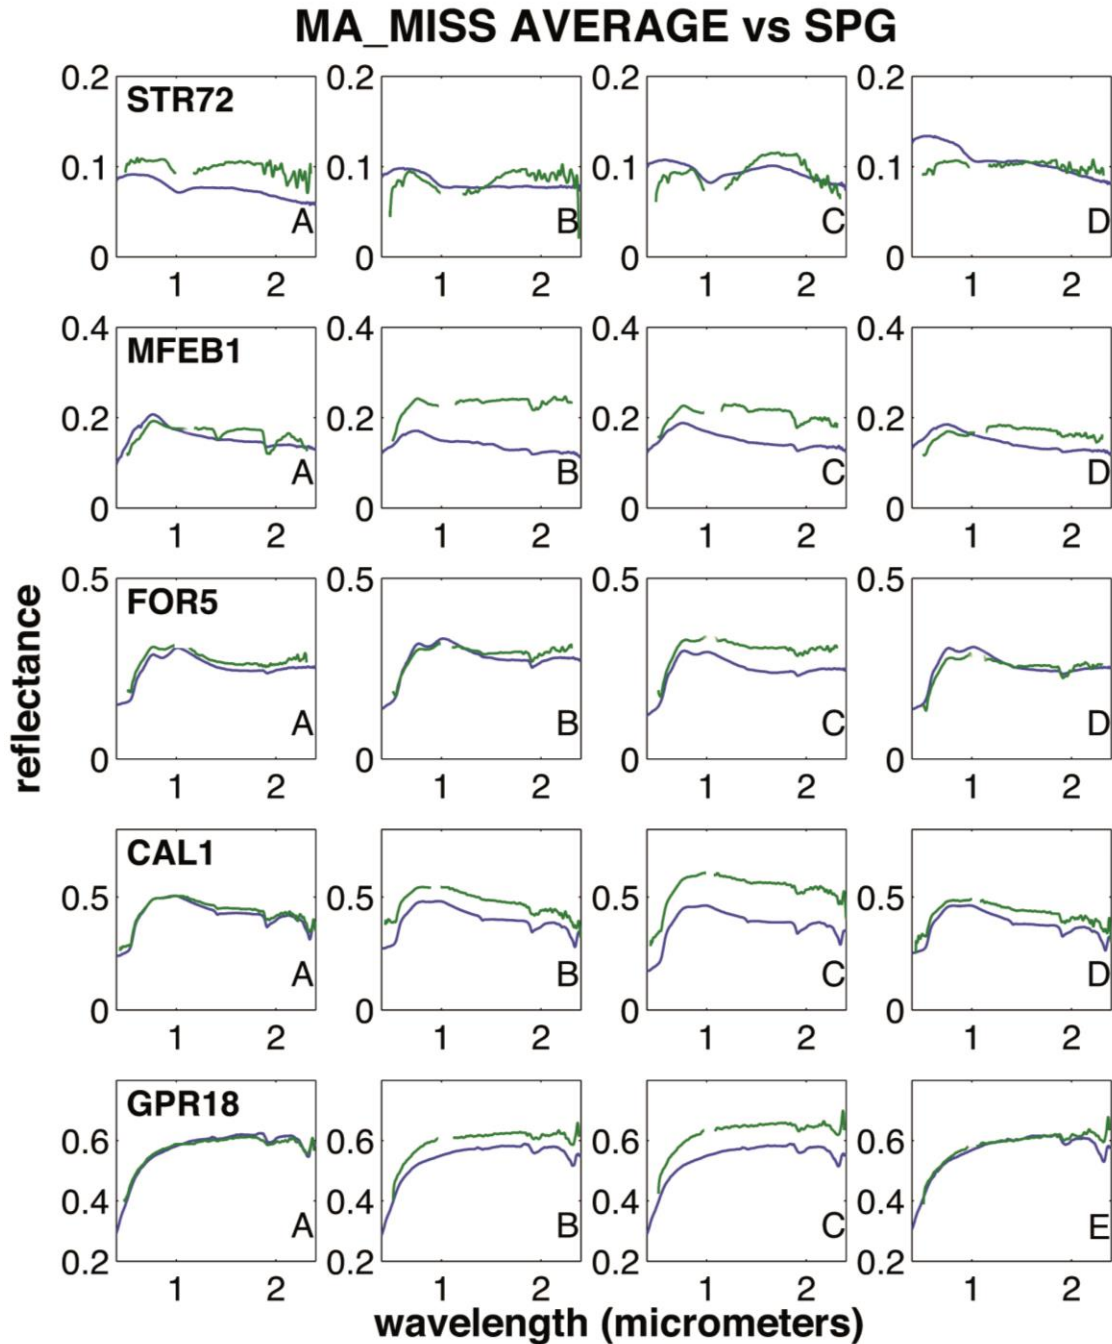 MA_MISS AVERAGE vs SPG
0.2 0.2 0.2 0.2
STR72
0.1 0.1 0.1 0.1
A B C D
0 0 0 0
1 2 1 2 1 2 1 2
0.4 0.4 0.4 0.4
MFEB1
0.2 0.2 0.2 0.2
A B C D
0 0 0 0
1 2 1 2 1 2 1 2
0.5 0.5 0.5 0.5
FOR5
A B C D
0 0 0 0
1 2 1 2 1 2 1 2
reflectance
CAL1
0.5 0.5 0.5 0.5
A B C D
0 0 0 0
1 2 1 2 1 2 1 2
GPR18
0.6 0.6 0.6 0.6
0.4 0.4 0.4 0.4
A B C E
0.2 0.2 0.2 0.2
1 2 1 2 1 2 1 2
wavelength (micrometers)